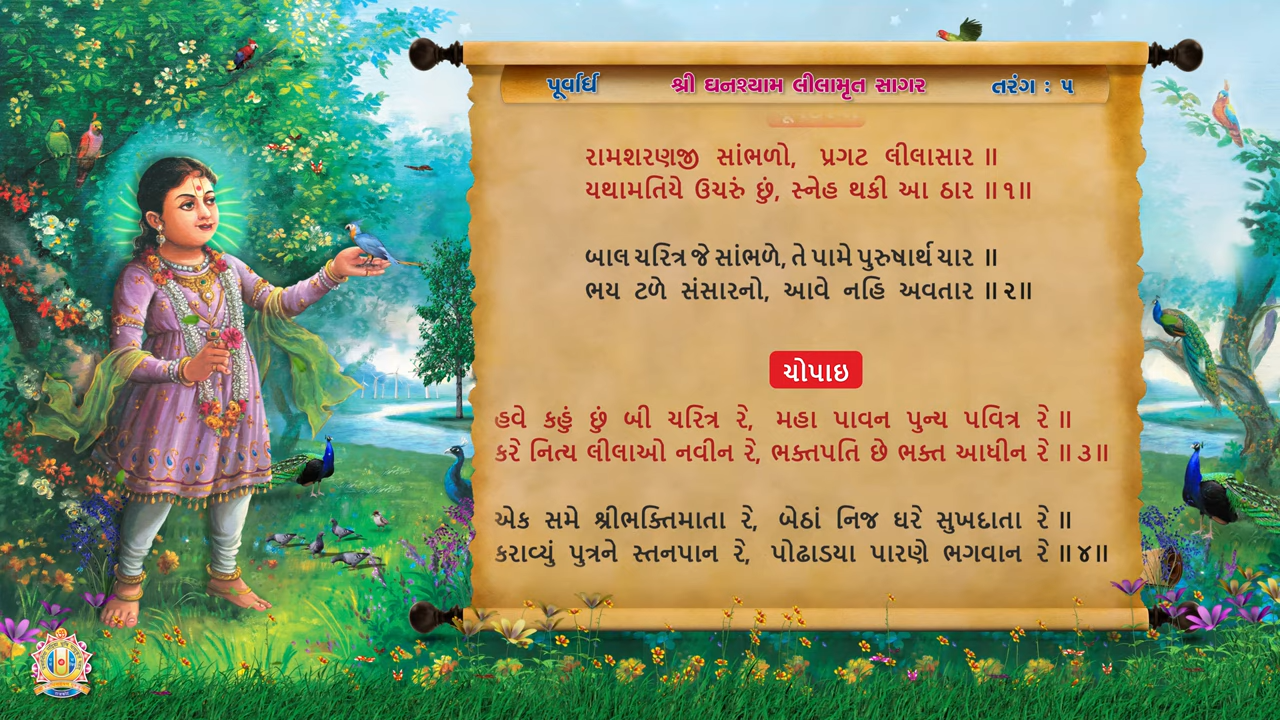 પૂર્વાર્ધ શ્રી ઘનશ્યામ લીલામૃત સાગર તરંગ : ૫
રામશરણજી સાંભળો, પ્રગટ લીલાસાર ॥
યથામતિયે ઉચરું છું, સ્નેહ થકી આ ઠાર ॥૧॥
બાલ ચરિત્ર જે સાંભળે, તે પામે પુરુષાર્થ ચાર ॥
ભય ટળે સંસારનો, આવે નહિ અવતાર ॥૨॥
ચોપાઇ
હવે કહું છું બી ચરિત્ર રે, મહા પાવન પુન્ય પવિત્ર રે ॥
કરે નિત્ય લીલાઓ નવીન રે, ભક્તપતિ છે ભક્ત આધીન રે ॥૩॥
એક સમે શ્રીભક્તિમાતા રે, બેઠાં નિજ ઘરે સુખદાતા રે ॥
કરાવ્યું પુત્રને સ્તનપાન રે, પોઢાડયા પારણે ભગવાન રે ॥૪॥